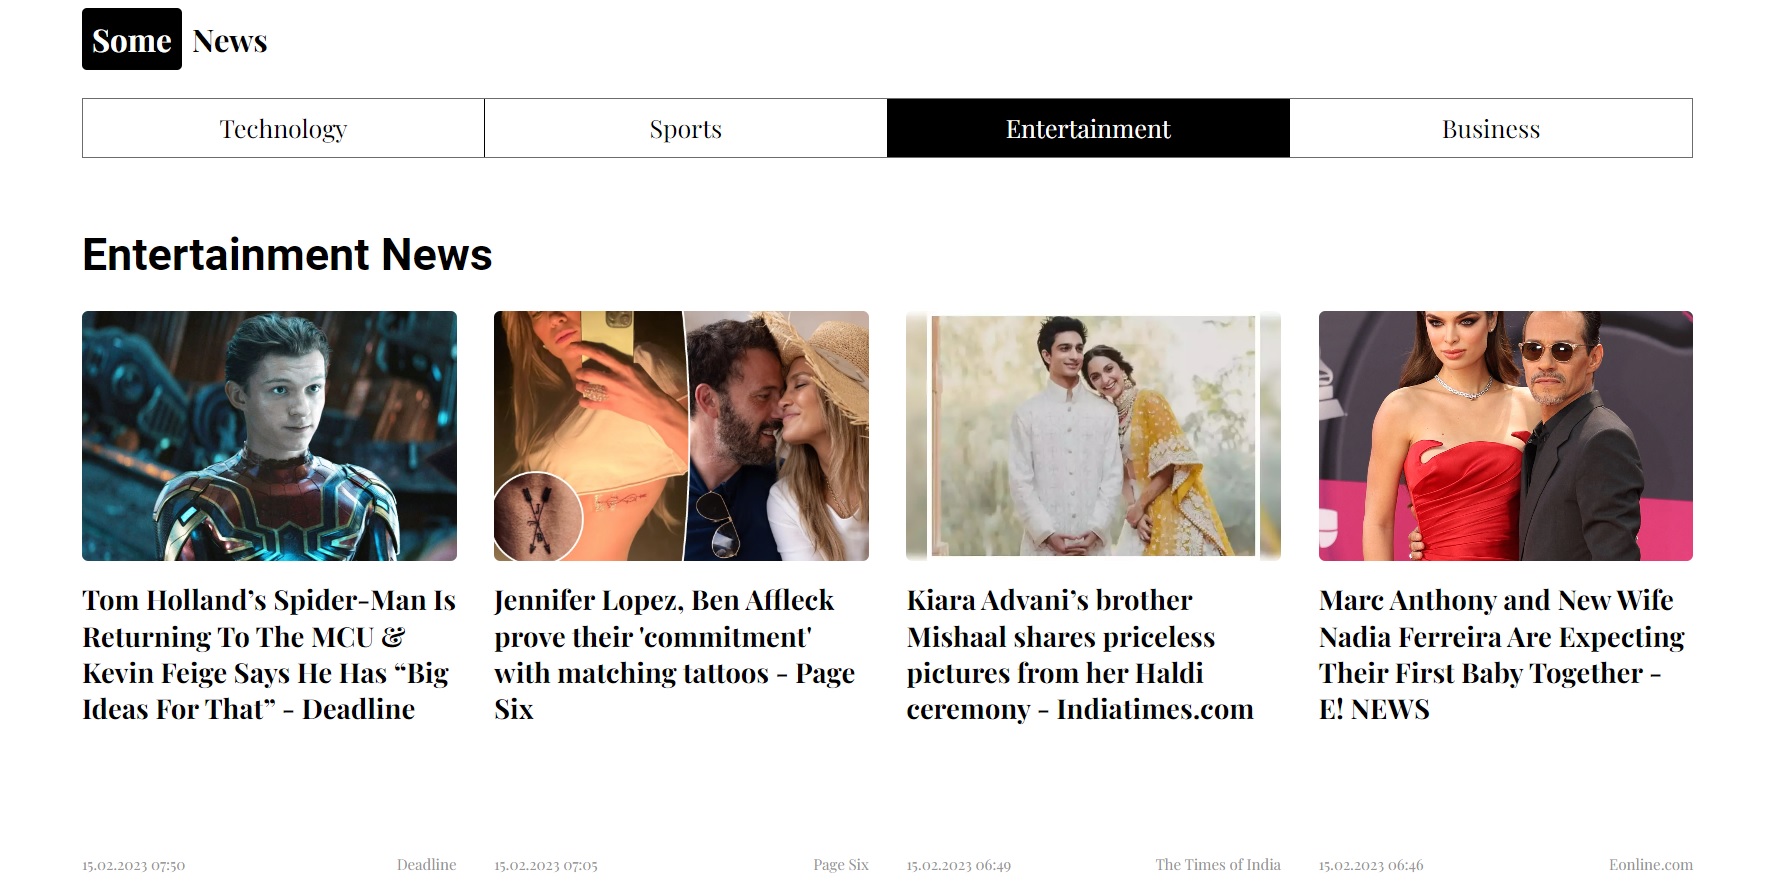 Some News
Technology Sports Entertainment Business
Entertainment News
Tom Holland’s Spider-Man Is
Returning To The MCU &
Kevin Feige Says He Has “Big
Ideas For That” - Deadline
15.02.2023 07:50 Deadline
Jennifer Lopez, Ben Affleck
prove their 'commitment'
with matching tattoos - Page
Six
15.02.2023 07:05 Page Six
Kiara Advani’s brother
Mishaal shares priceless
pictures from her Haldi
ceremony - Indiatimes.com
15.02.2023 06:49 The Times of India
Marc Anthony and New Wife
Nadia Ferreira Are Expecting
Their First Baby Together -
E! NEWS
15.02.2023 06:46 Eonline.com